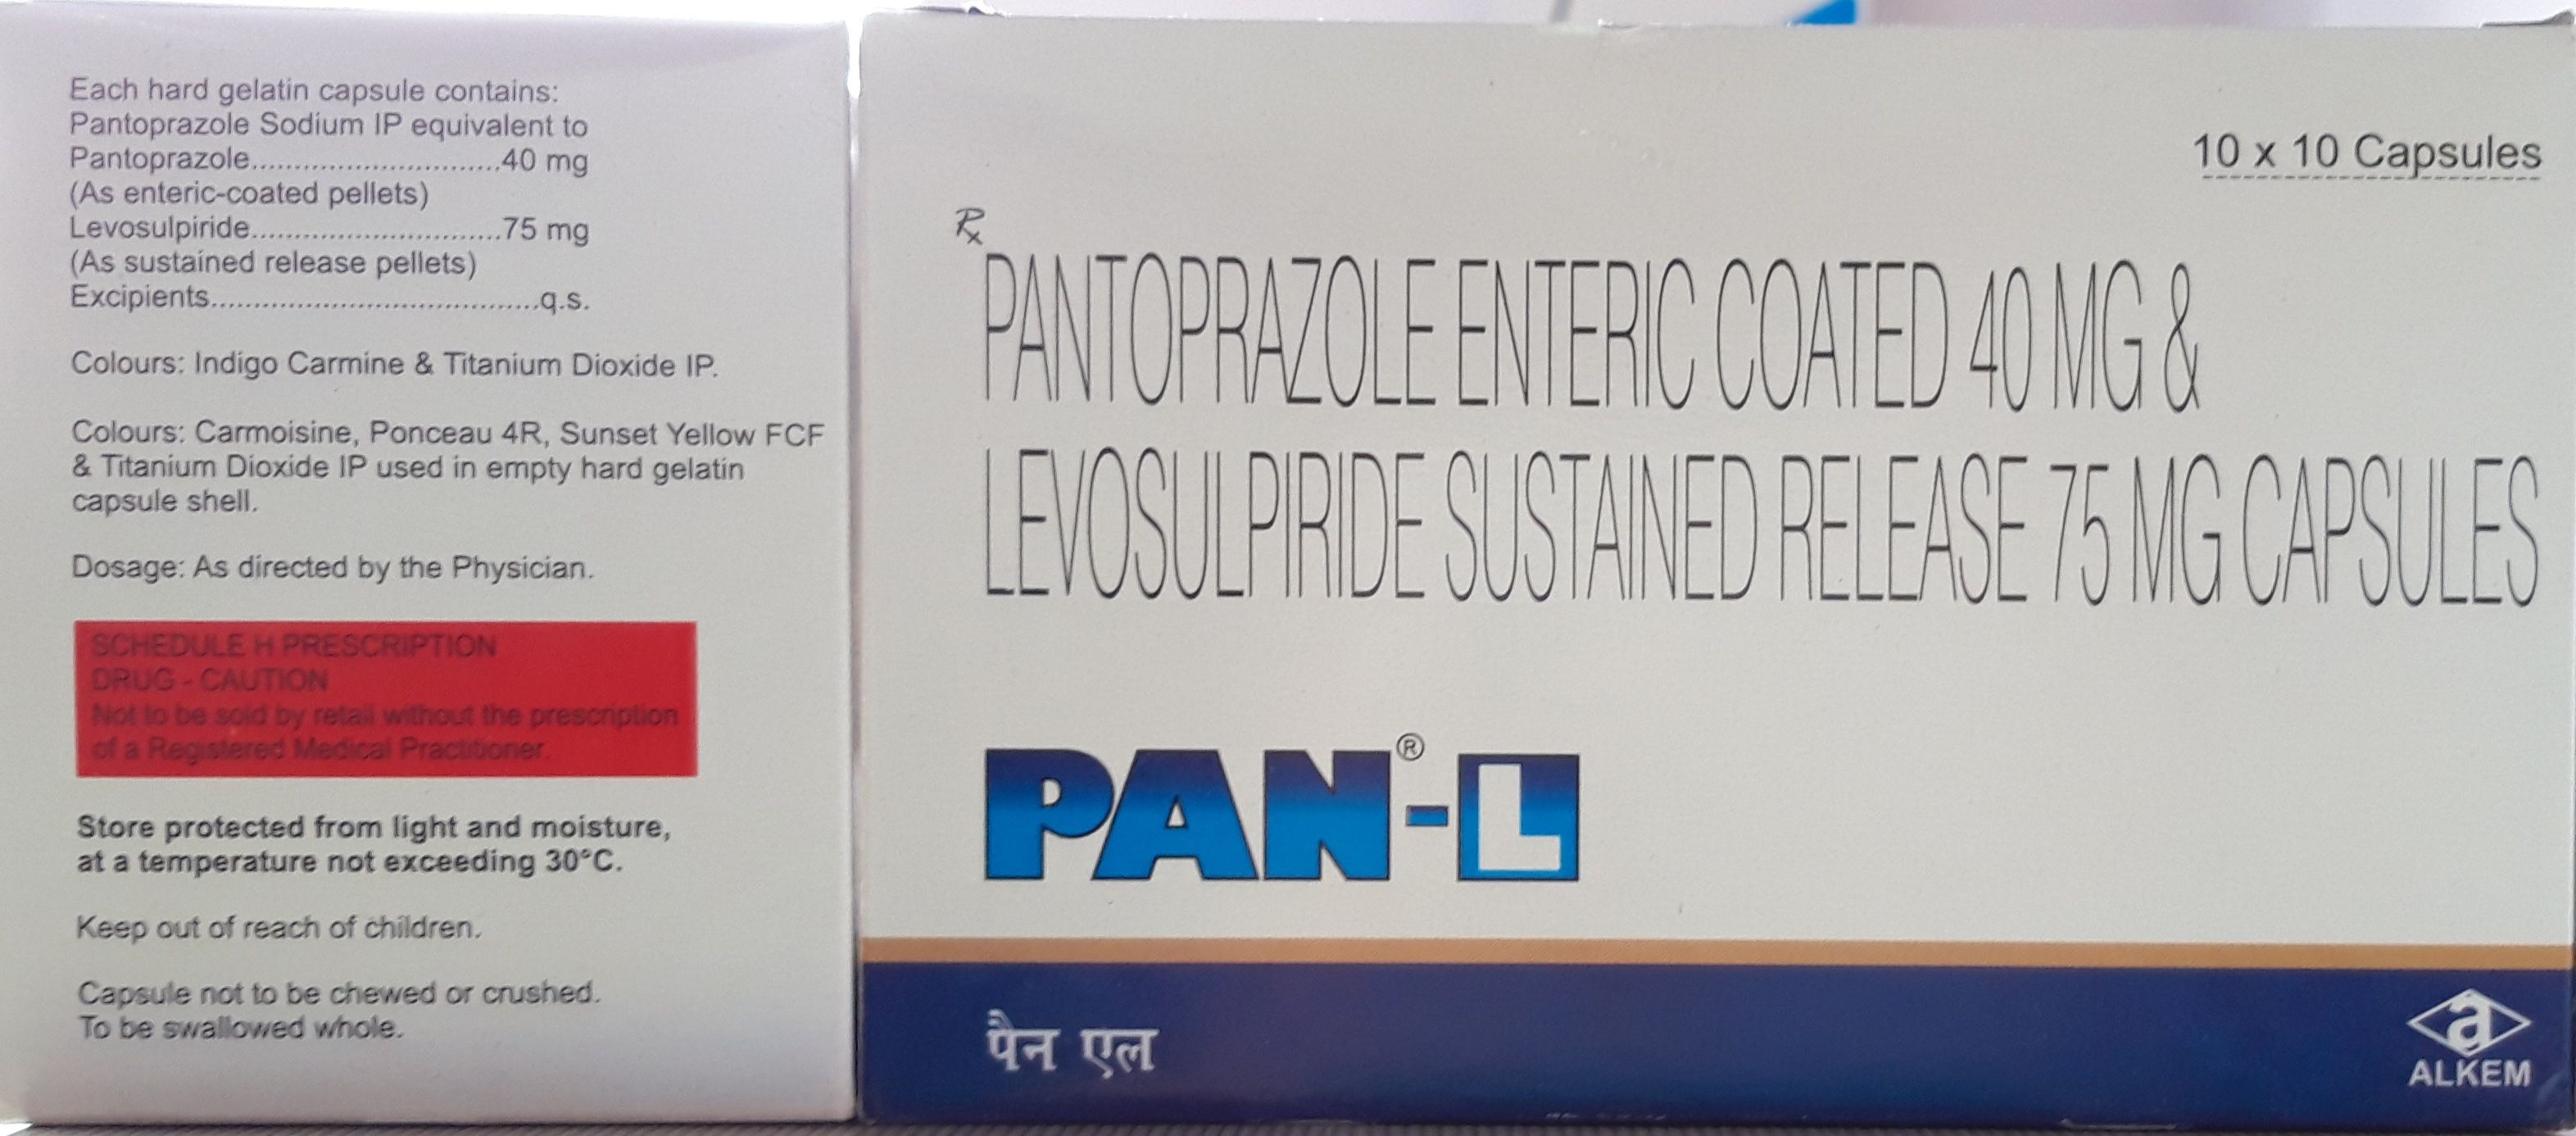 Each hard gelatin capsule contains:
Pantoprazole Sodium IP equivalent to
Pantoprazole.............................40 mg
(As enteric-coated pellets)
Levosulpiride.............................75 mg
(As sustained release pellets)
Excipients......................................q.s.
Colours: Indigo Carmine & Titanium Dioxide IP.
Colours: Carmoisine, Ponceau 4R, Sunset Yellow FCF
& Titanium Dioxide IP used in empty hard gelatin
capsule shell.
Dosage: As directed by the Physician.
SCHEDULE H PRESCRIPTION
DRUG - CAUTION
Not to be sold by retail without the prescription
of a Registered Medical Practitioner.
Store protected from light and moisture,
at a temperature not exceeding 30°C.
Keep out of reach of children.
Capsule not to be chewed or crushed.
To be swallowed whole.
10 x 10 Capsules
Rx
PANTOPRAZOLE ENTERIC COATED 40 MG &
LEVOSULPIRIDE SUSTAINED RELEASE 75 MG CAPSULES
PAN®-L
पैन एल
a
ALKEM